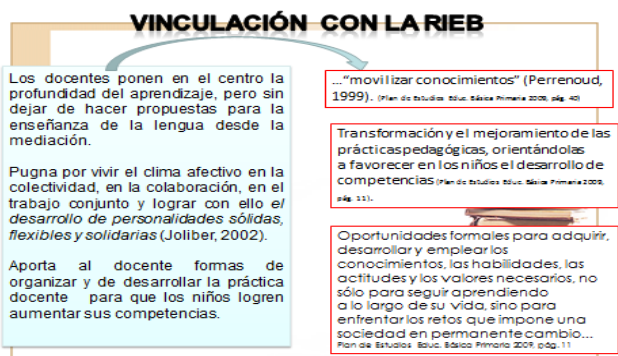 VINCULACIÓN CON LA RIEB
Los docentes ponen en el centro la
profundidad del aprendizaje, pero sin
dejar de hacer propuestas para la
enseñanza de la lengua desde la
mediación.
Pugna por vivir el clima afectivo en la
colectividad, en la colaboración, en el
trabajo conjunto y lograr con ello el
desarrollo de personalidades sólidas,
flexibles y solidarias (Joliber, 2002).
Aporta al docente formas de
organizar y de desarrollar la práctica
docente para que los niños logren
aumentar sus competencias.
…"movilizar conocimientos" (Perrenoud,
1999). (Plan de Estudios Educ. Básica Primaria 2009, pág. 40)
Transformación y el mejoramiento de las
prácticas pedagógicas, orientándolas
a favorecer en los niños el desarrollo de
competencias (Plan de Estudios Educ. Básica Primaria 2009,
pág. 11).
Oportunidades formales para adquirir,
desarrollar y emplear los
conocimientos, las habilidades, las
actitudes y los valores necesarios, no
sólo para seguir aprendiendo
a lo largo de su vida, sino para
enfrentar los retos que impone una
sociedad en permanente cambio...
Plan de Estudios Educ. Básica Primaria 2009, pág. 11